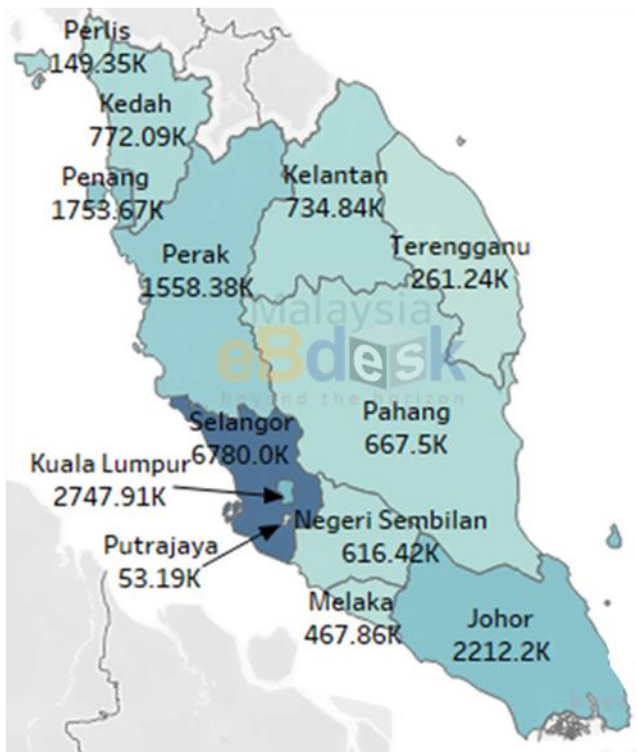 Perlis
149.35K
Kedah
772.09K
Penang
1753.67K
Kelantan
734.84K
Perak
1558.38K
Terengganu
261.24K
Malaysia
eBdesk
beyond the horizon
Pahang
667.5K
Selangor
6780.0K
Kuala Lumpur
2747.91K
Negeri Sembilan
616.42K
Putrajaya
53.19K
Melaka
467.86K
Johor
2212.2K